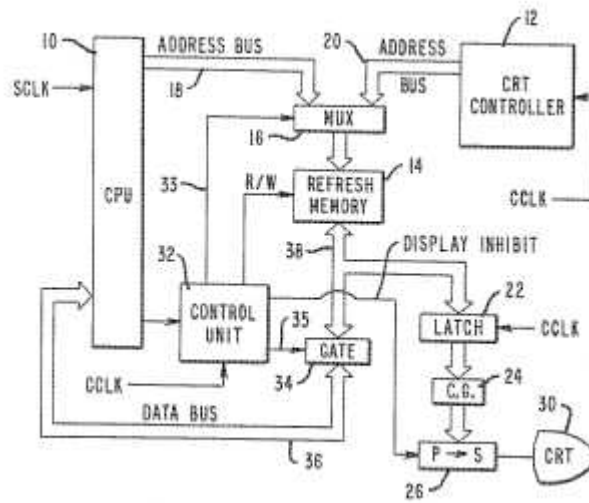 10
ADDRESS BUS
18
20
ADDRESS
BUS
12
CRT
CONTROLLER
SCLK
MUX
16
33
R/W
REFRESH
MEMORY
14
CPU
CCLK
38
DISPLAY INHIBIT
32
CONTROL
UNIT
35
22
LATCH
CCLK
GATE
34
CCLK
C.G.
24
DATA BUS
36
30
P → S
26
CRT